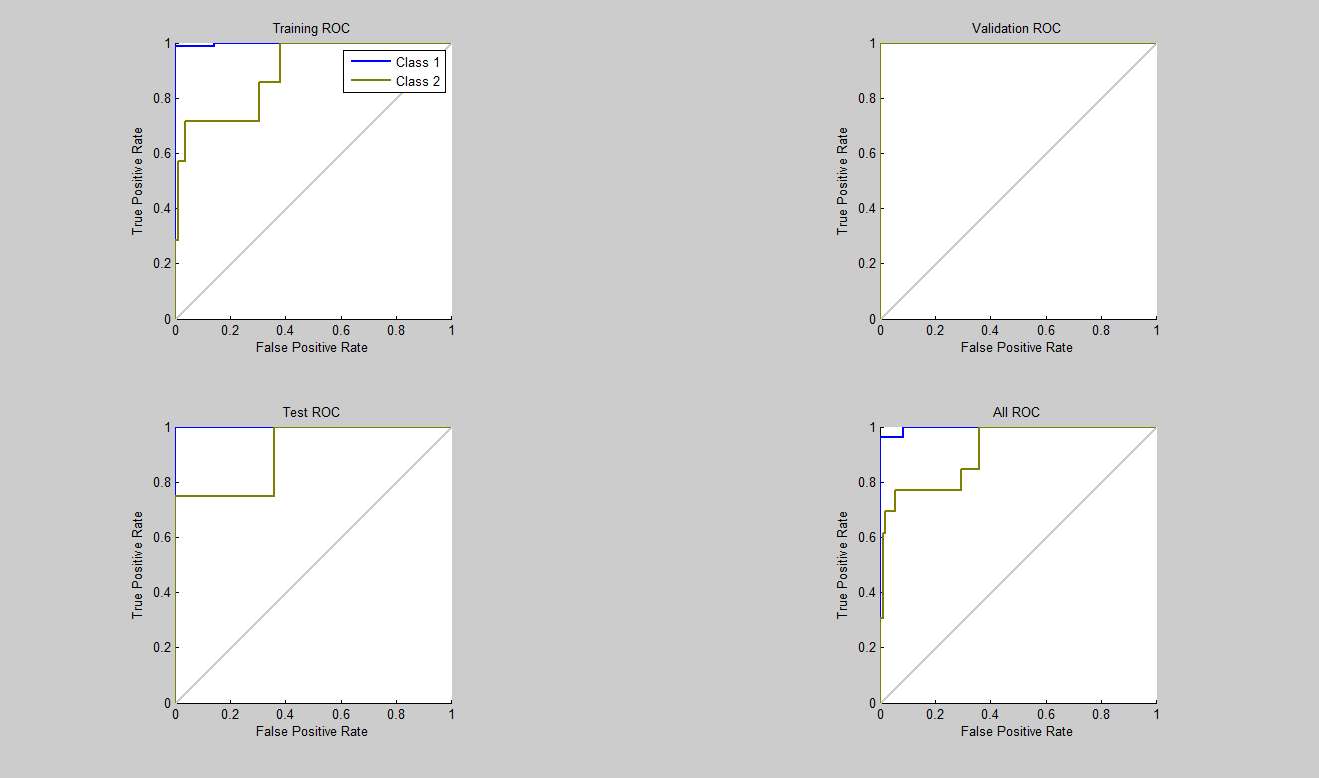 Training ROC
1
0.8
0.6
0.4
0.2
0
True Positive Rate
Class 1
Class 2
0 0.2 0.4 0.6 0.8 1
False Positive Rate
Validation ROC
1
0.8
0.6
0.4
0.2
0
True Positive Rate
0 0.2 0.4 0.6 0.8 1
False Positive Rate
Test ROC
1
0.8
0.6
0.4
0.2
0
True Positive Rate
0 0.2 0.4 0.6 0.8 1
False Positive Rate
All ROC
1
0.8
0.6
0.4
0.2
0
True Positive Rate
0 0.2 0.4 0.6 0.8 1
False Positive Rate